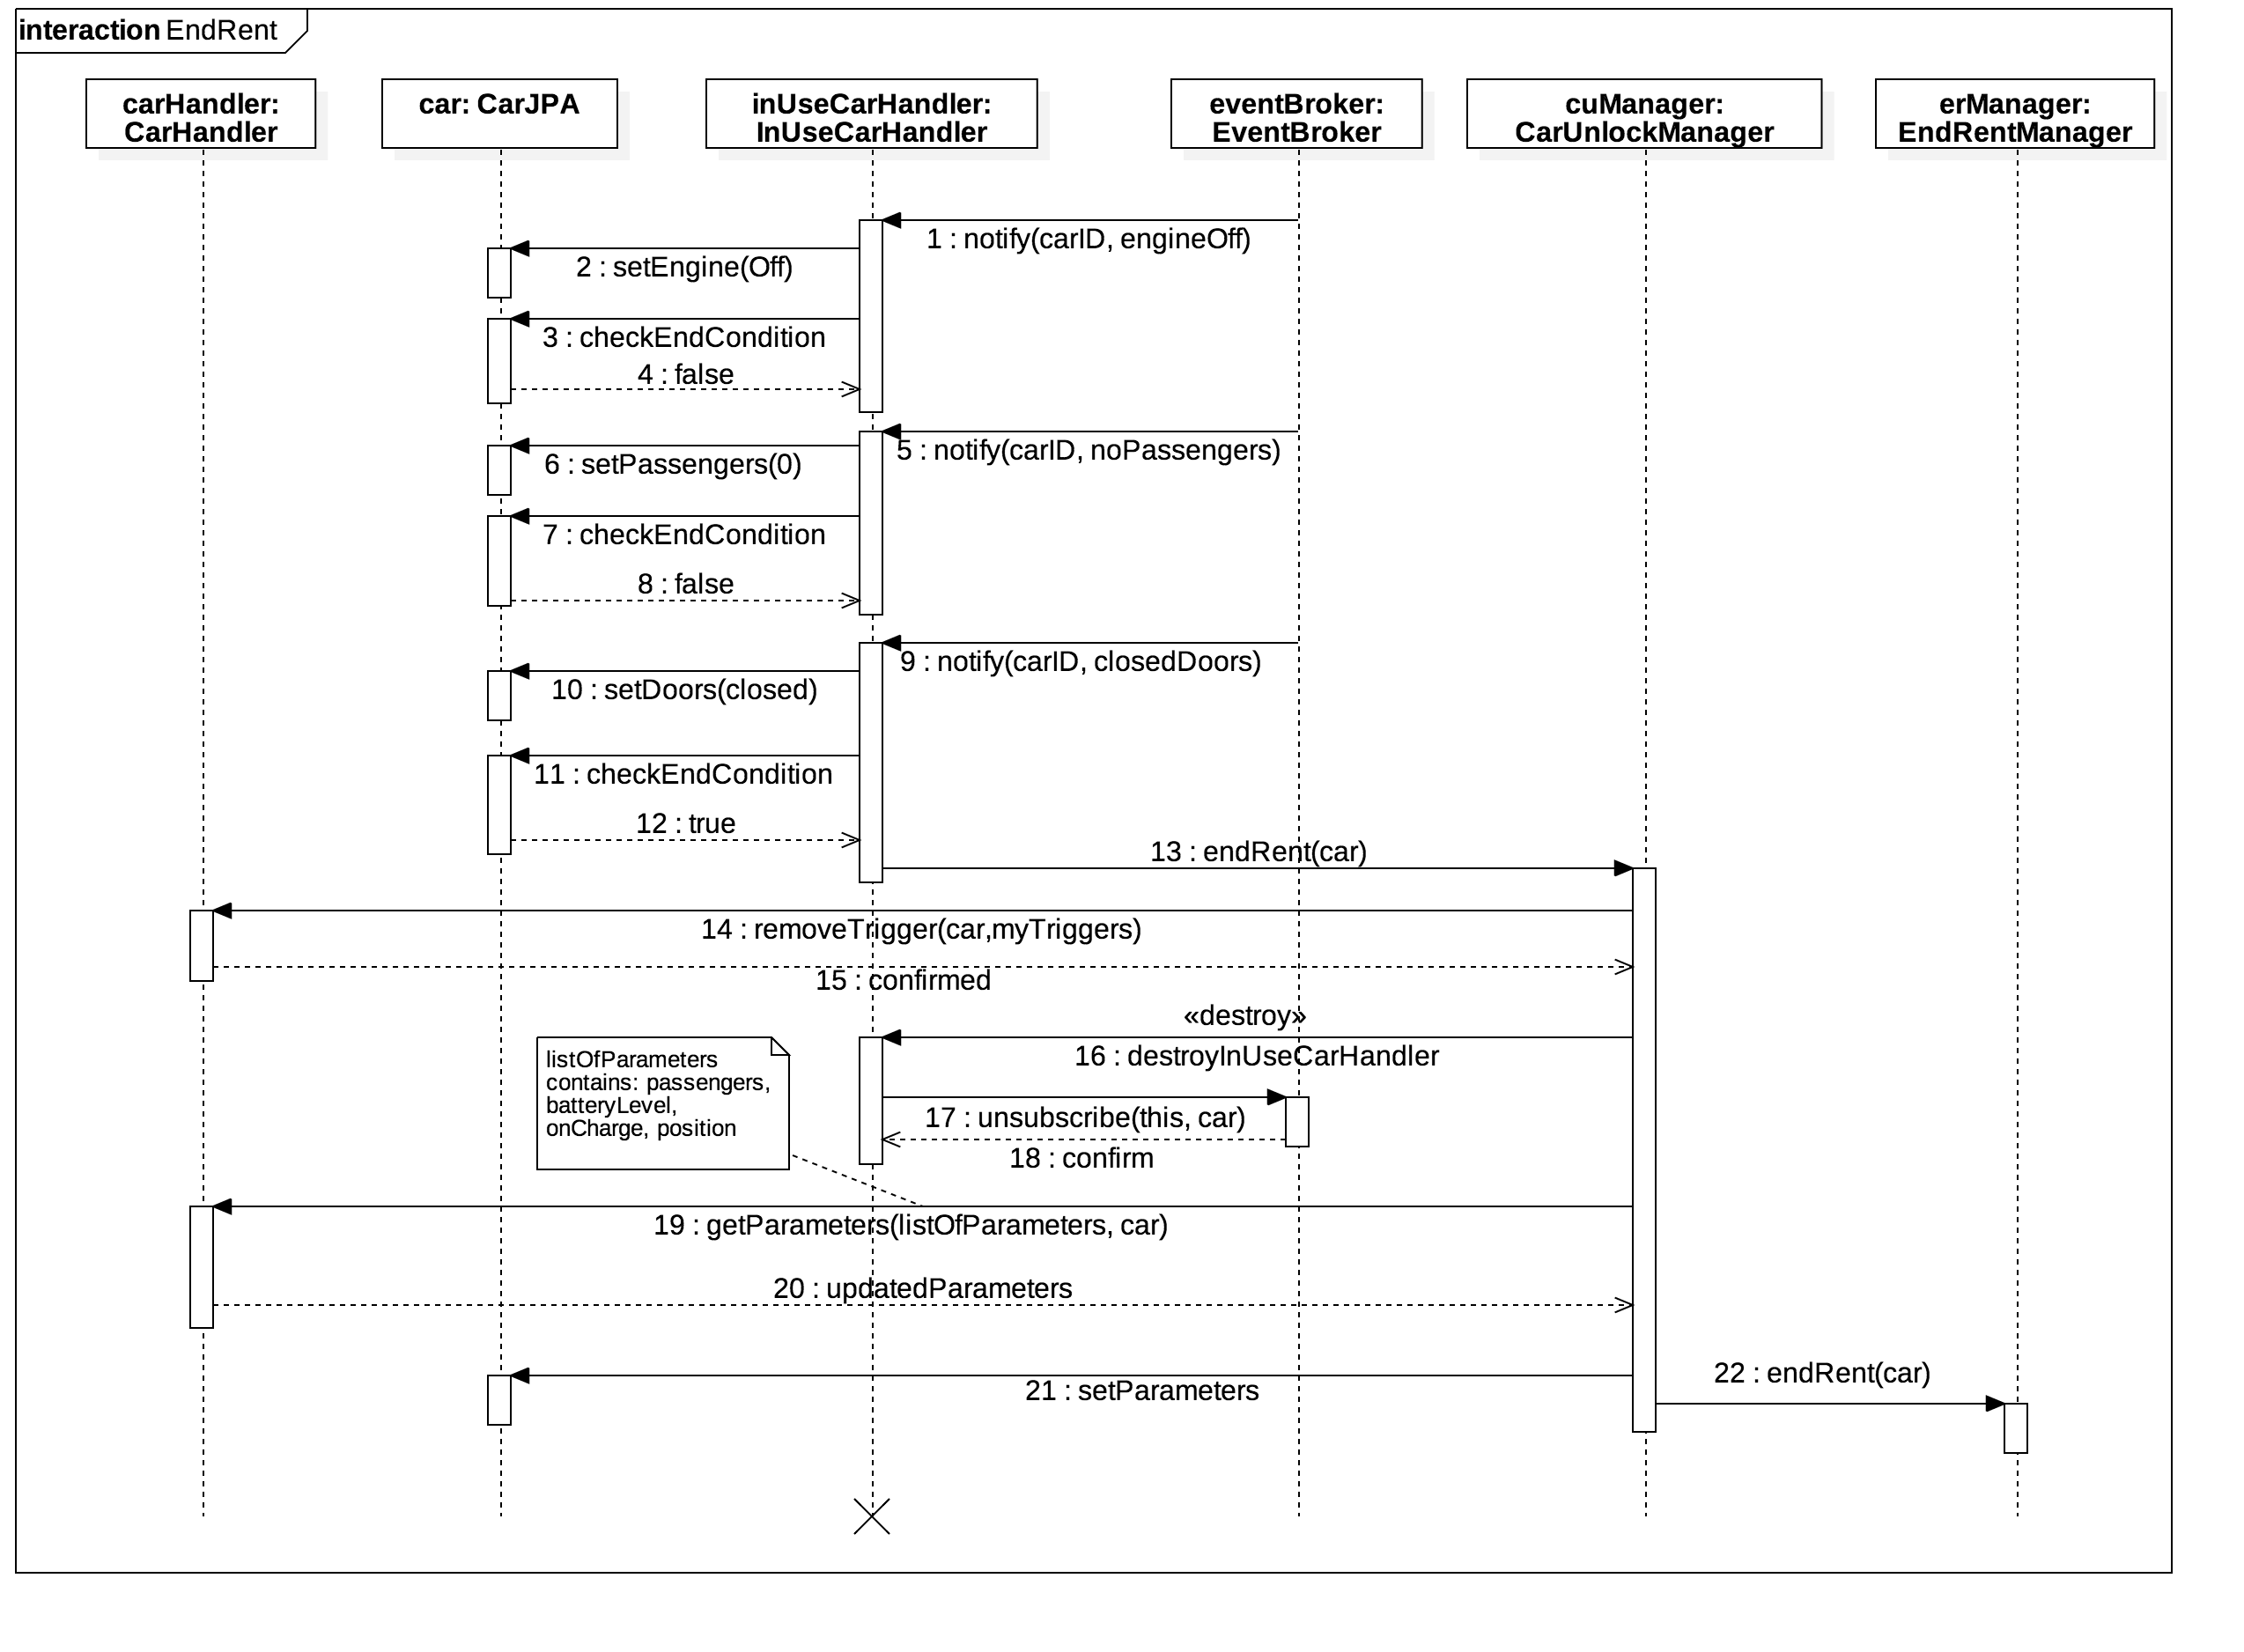 interaction EndRent
carHandler:
CarHandler
car: CarJPA
inUseCarHandler:
InUseCarHandler
eventBroker:
EventBroker
cuManager:
CarUnlockManager
erManager:
EndRentManager
1 : notify(carID, engineOff)
2 : setEngine(Off)
3 : checkEndCondition
4 : false
5 : notify(carID, noPassengers)
6 : setPassengers(0)
7 : checkEndCondition
8 : false
9 : notify(carID, closedDoors)
10 : setDoors(closed)
11 : checkEndCondition
12 : true
13 : endRent(car)
14 : removeTrigger(car,myTriggers)
15 : confirmed
«destroy»
16 : destroyInUseCarHandler
listOfParameters
contains: passengers,
batteryLevel,
onCharge, position
17 : unsubscribe(this, car)
18 : confirm
19 : getParameters(listOfParameters, car)
20 : updatedParameters
21 : setParameters
22 : endRent(car)